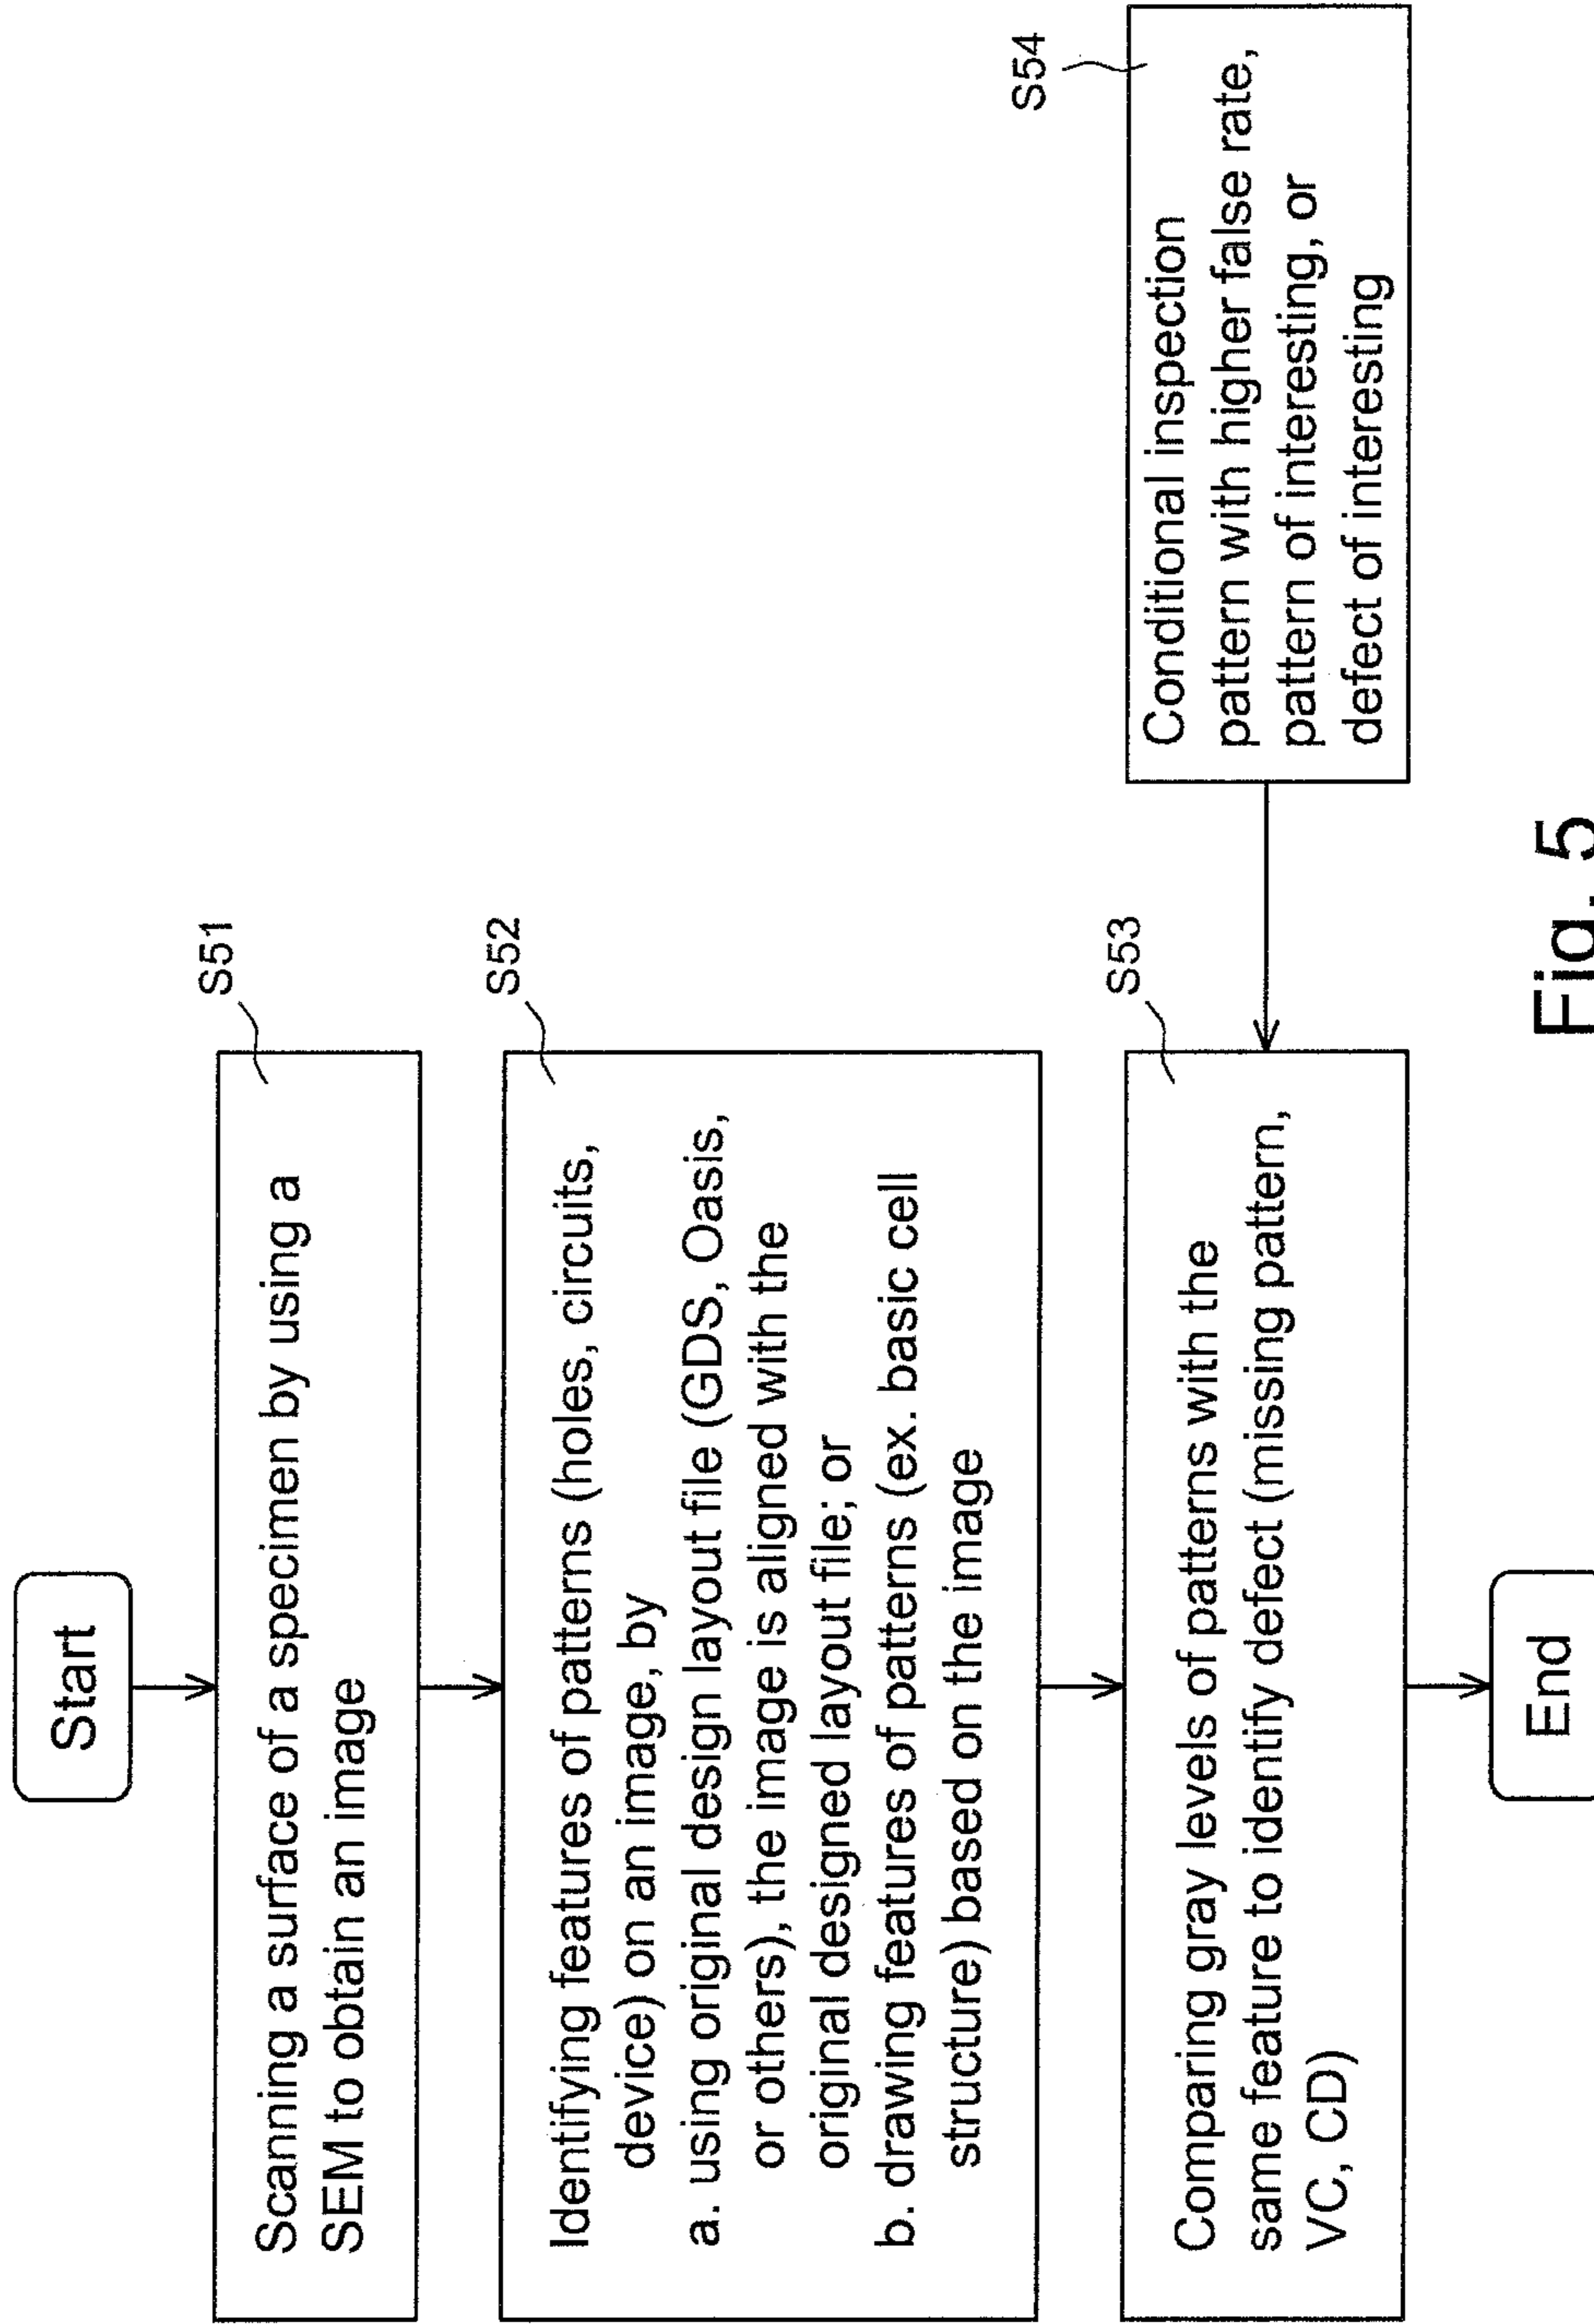 Start
S51
Scanning a surface of a specimen by using a
SEM to obtain an image
S52
Identifying features of patterns (holes, circuits,
device) on an image, by
a. using original design layout file (GDS, Oasis,
or others), the image is aligned with the
original designed layout file; or
b. drawing features of patterns (ex. basic cell
structure) based on the image
S53
Comparing gray levels of patterns with the
same feature to identify defect (missing pattern,
VC, CD)
S54
Conditional inspection
pattern with higher false rate,
pattern of interesting, or
defect of interesting
End
Fig. 5